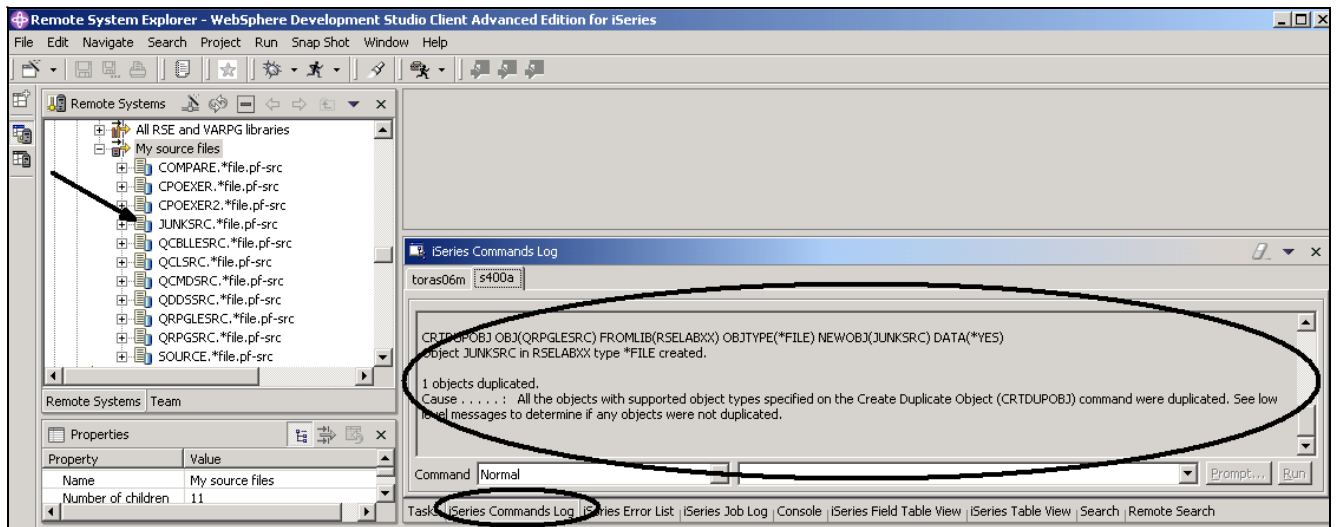 Remote System Explorer - WebSphere Development Studio Client Advanced Edition for iSeries
File Edit Navigate Search Project Run Snap Shot Window Help
Remote Systems
All RSE and VARPG libraries
My source files
COMPARE.*file.pf-src
CPOEXER.*file.pf-src
CPOEXER2.*file.pf-src
JUNKSRC.*file.pf-src
QCBLLESRC.*file.pf-src
QCLSRC.*file.pf-src
QCMDSRC.*file.pf-src
QDDSSRC.*file.pf-src
QRPGLESRC.*file.pf-src
QRPGSRC.*file.pf-src
SOURCE.*file.pf-src
Remote Systems Team
Properties
Property Value
Name My source files
Number of children 11
iSeries Commands Log
toras06m s400a
CRTDUPOBJ OBJ(QRPGLESRC) FROMLIB(RSELABXX) OBJTYPE(*FILE) NEWOBJ(JUNKSRC) DATA(*YES)
Object JUNKSRC in RSELABXX type *FILE created.
1 objects duplicated.
Cause . . . . . : All the objects with supported object types specified on the Create Duplicate Object (CRTDUPOBJ) command were duplicated. See low
level messages to determine if any objects were not duplicated.
Command Normal Prompt... Run
Tasks iSeries Commands Log iSeries Error List iSeries Job Log Console iSeries Field Table View iSeries Table View Search Remote Search